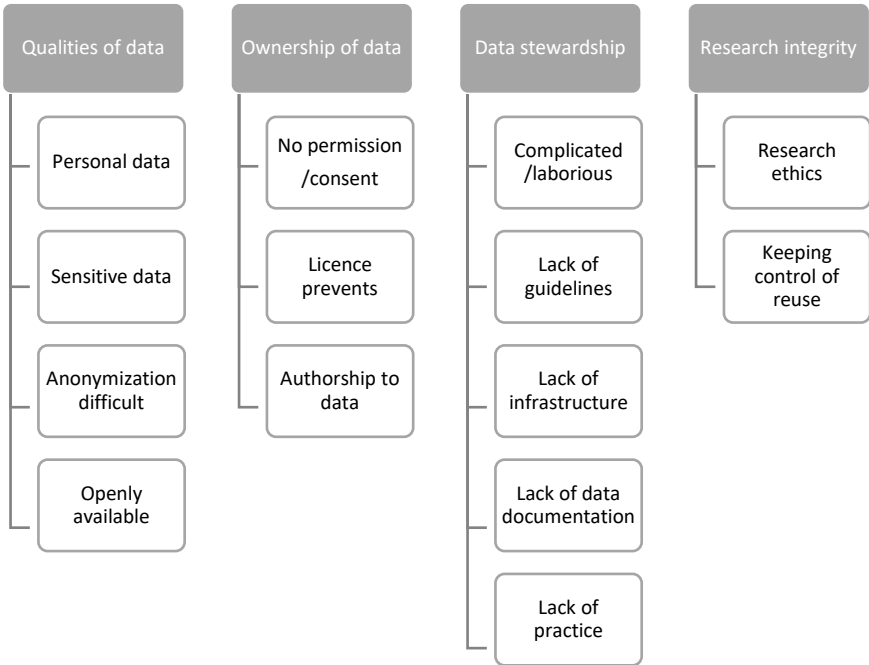 Qualities of data
Personal data
Sensitive data
Anonymization
difficult
Openly
available
Ownership of data
No permission
/consent
Licence
prevents
Authorship to
data
Data stewardship
Complicated
/laborious
Lack of
guidelines
Lack of
infrastructure
Lack of data
documentation
Lack of
practice
Research integrity
Research
ethics
Keeping
control of
reuse